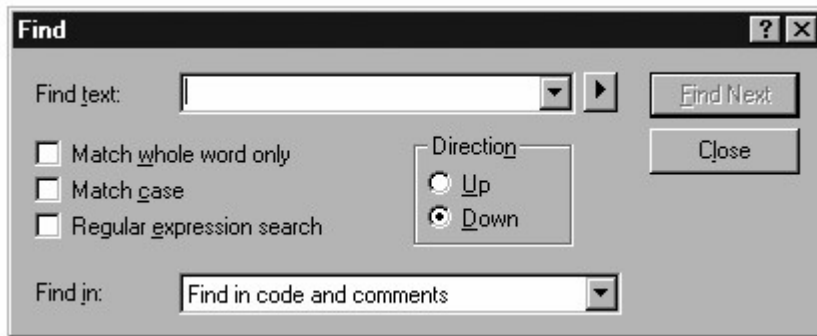 Find
Find text:
Find Next
Match whole word only
Direction
Close
Match case
Up
Regular expression search
Down
Find in:
Find in code and comments